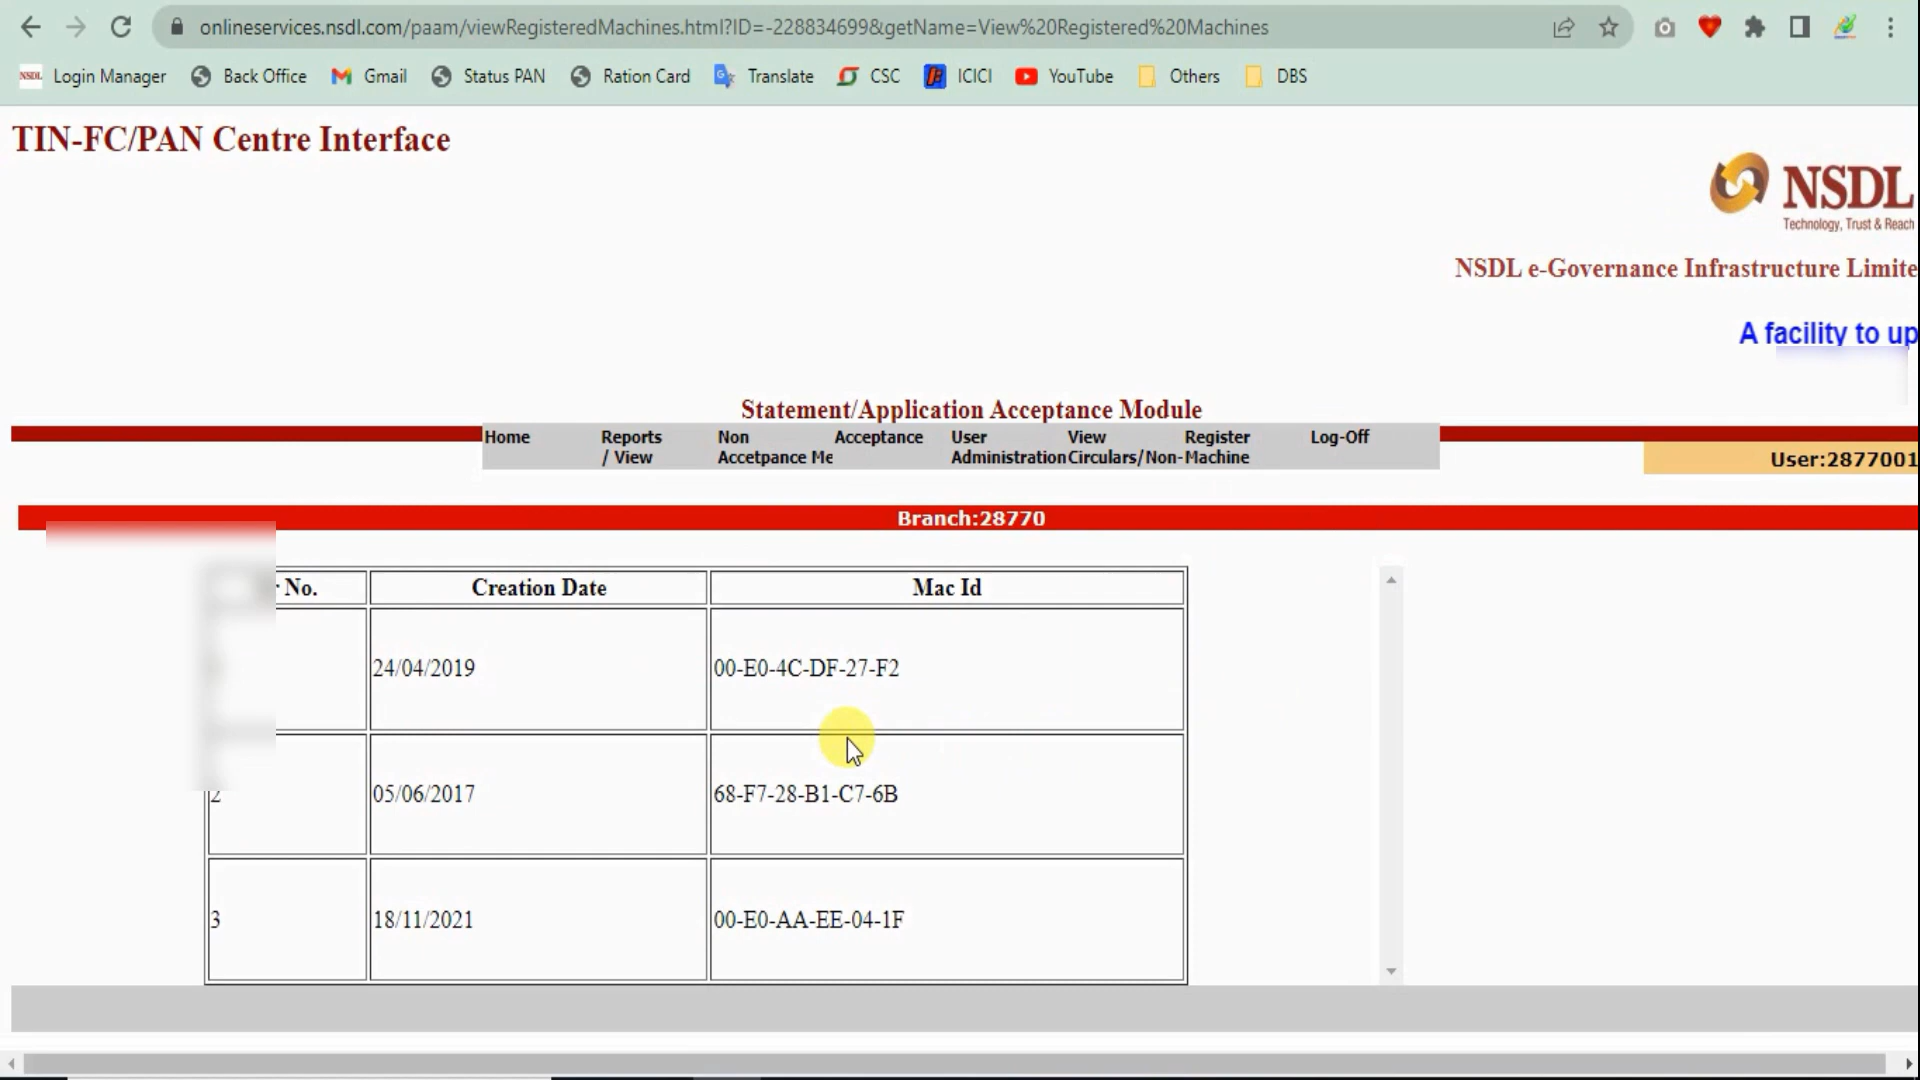 onlineservices.nsdl.com/paam/viewRegisteredMachines.html?ID=-228834699&getName=View%20Registered%20Machines
NSDL Login Manager Back Office Gmail Status PAN Ration Card Translate CSC ICICI YouTube Others DBS
TIN-FC/PAN Centre Interface
NSDL
Technology, Trust & Reach
NSDL e-Governance Infrastructure Limite
A facility to up
Statement/Application Acceptance Module
Home Reports / View Non Accetpance Me Acceptance User Administration View Circulars/Non- Register Machine Log-Off
User:2877001
Branch:28770
No. Creation Date Mac Id
24/04/2019 00-E0-4C-DF-27-F2
2 05/06/2017 68-F7-28-B1-C7-6B
3 18/11/2021 00-E0-AA-EE-04-1F